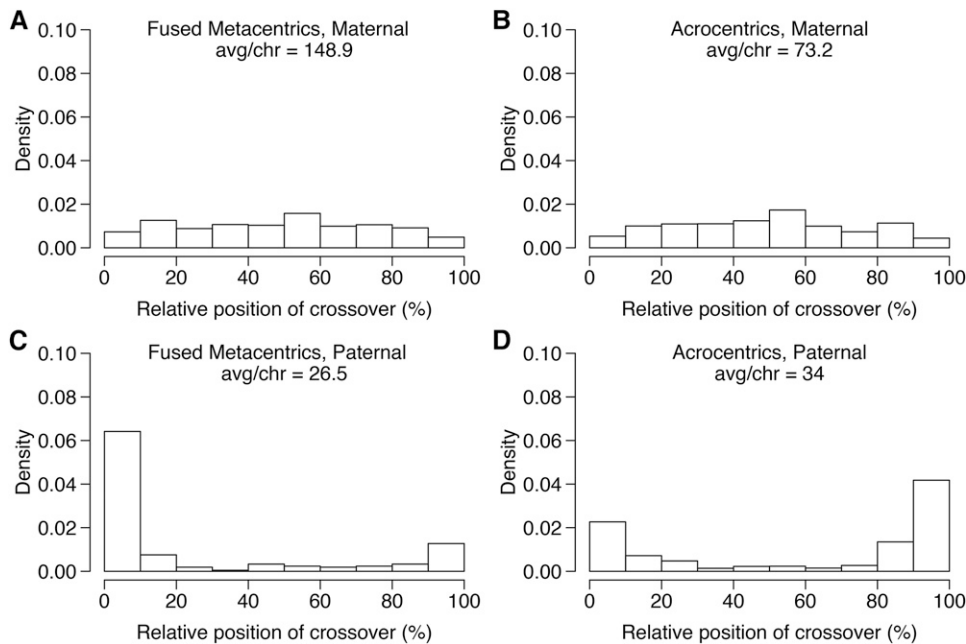 A
Fused Metacentrics, Maternal
avg/chr = 148.9
Density
0.10
0.08
0.06
0.04
0.02
0.00
0 20 40 60 80 100
Relative position of crossover (%)
B
Acrocentrics, Maternal
avg/chr = 73.2
Density
0.10
0.08
0.06
0.04
0.02
0.00
0 20 40 60 80 100
Relative position of crossover (%)
C
Fused Metacentrics, Paternal
avg/chr = 26.5
Density
0.10
0.08
0.06
0.04
0.02
0.00
0 20 40 60 80 100
Relative position of crossover (%)
D
Acrocentrics, Paternal
avg/chr = 34
Density
0.10
0.08
0.06
0.04
0.02
0.00
0 20 40 60 80 100
Relative position of crossover (%)